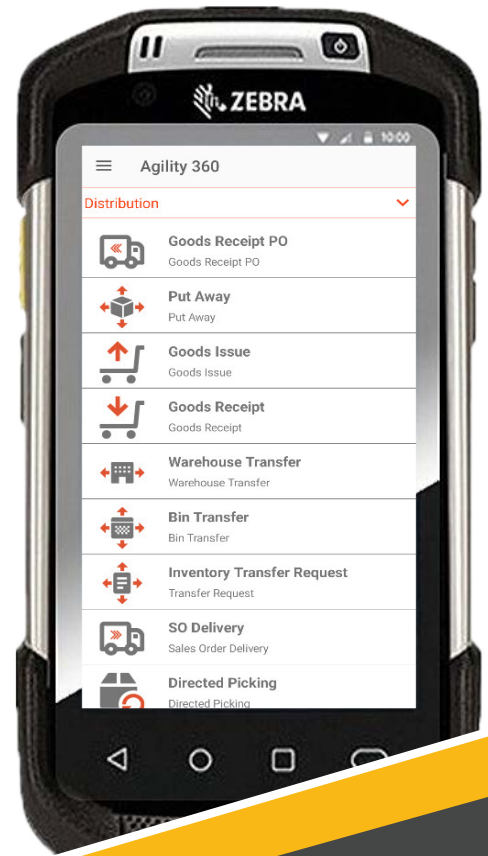 ZEBRA
10:00
Agility 360
Distribution
Goods Receipt PO
Goods Receipt PO
Put Away
Put Away
Goods Issue
Goods Issue
Goods Receipt
Goods Receipt
Warehouse Transfer
Warehouse Transfer
Bin Transfer
Bin Transfer
Inventory Transfer Request
Transfer Request
SO Delivery
Sales Order Delivery
Directed Picking
Directed Picking